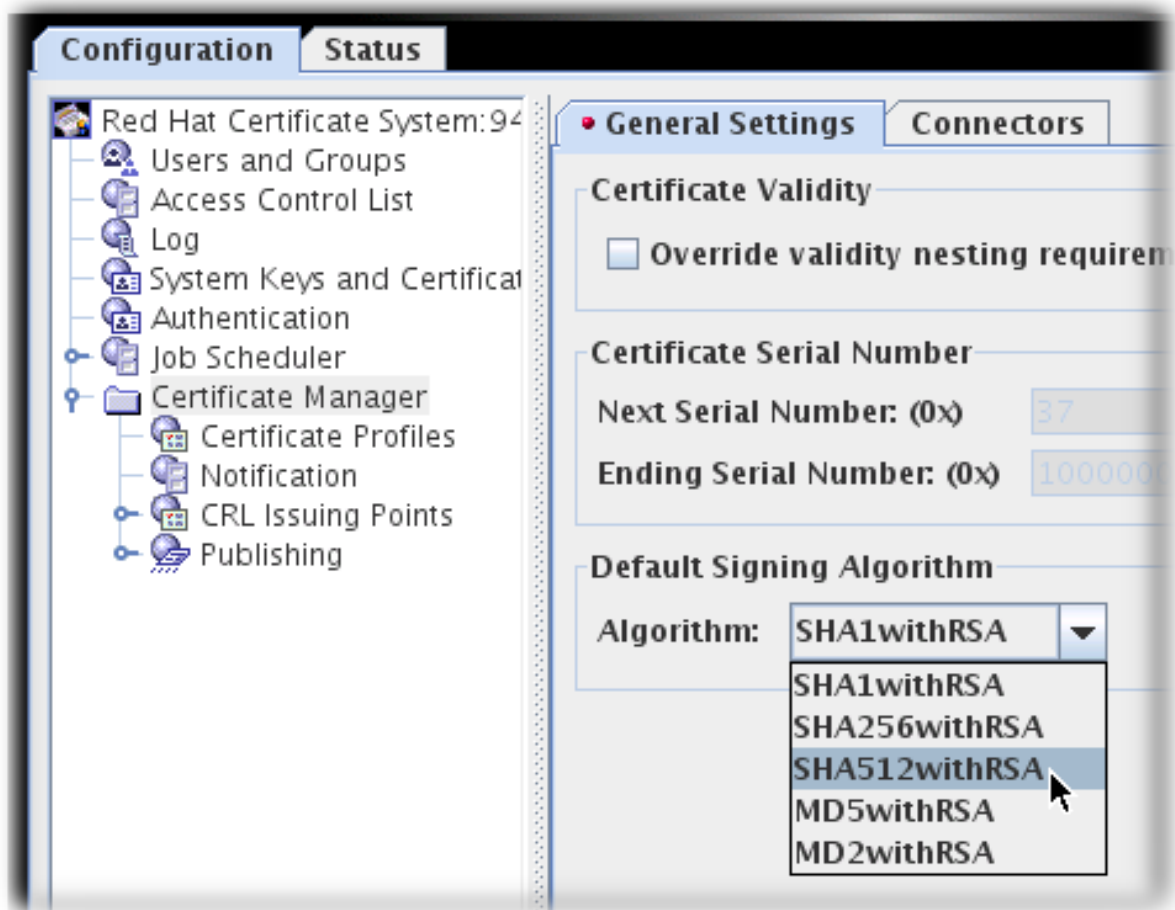 Configuration
Status
Red Hat Certificate System:94
Users and Groups
Access Control List
Log
System Keys and Certificat
Authentication
Job Scheduler
Certificate Manager
Certificate Profiles
Notification
CRL Issuing Points
Publishing
General Settings
Connectors
Certificate Validity
Override validity nesting requirem
Certificate Serial Number
Next Serial Number: (0x) 37
Ending Serial Number: (0x) 1000000
Default Signing Algorithm
Algorithm: SHA1withRSA
SHA1withRSA
SHA256withRSA
SHA512withRSA
MD5withRSA
MD2withRSA